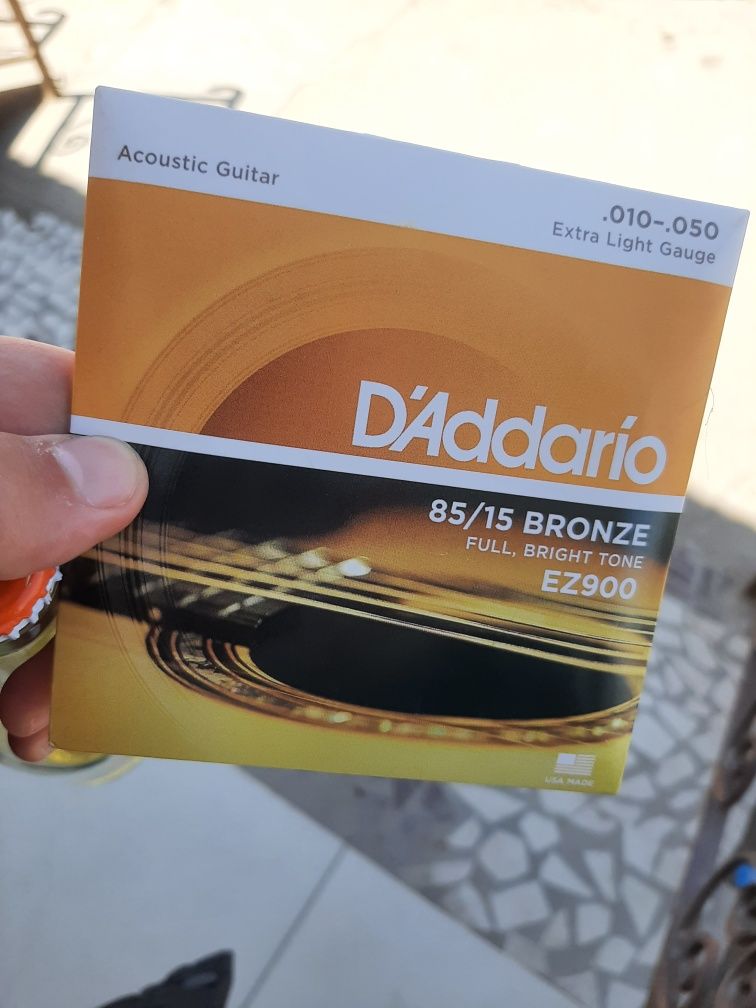 Acoustic Guitar
.010-.050
Extra Light Gauge
D'Addario
85/15 BRONZE
FULL, BRIGHT TONE
EZ900
USA MADE